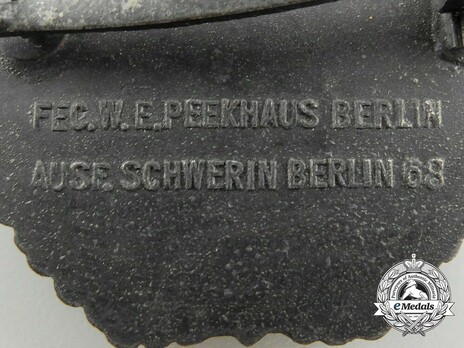 FEC. W. E. PEEKHAUS BERLIN
AUSF. SCHWERIN BERLIN 68
eMedals